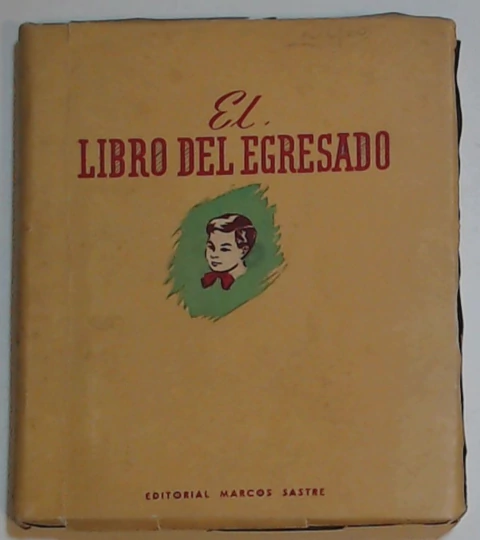 El
LIBRO DEL EGRESADO
EDITORIAL MARCOS SASTRE